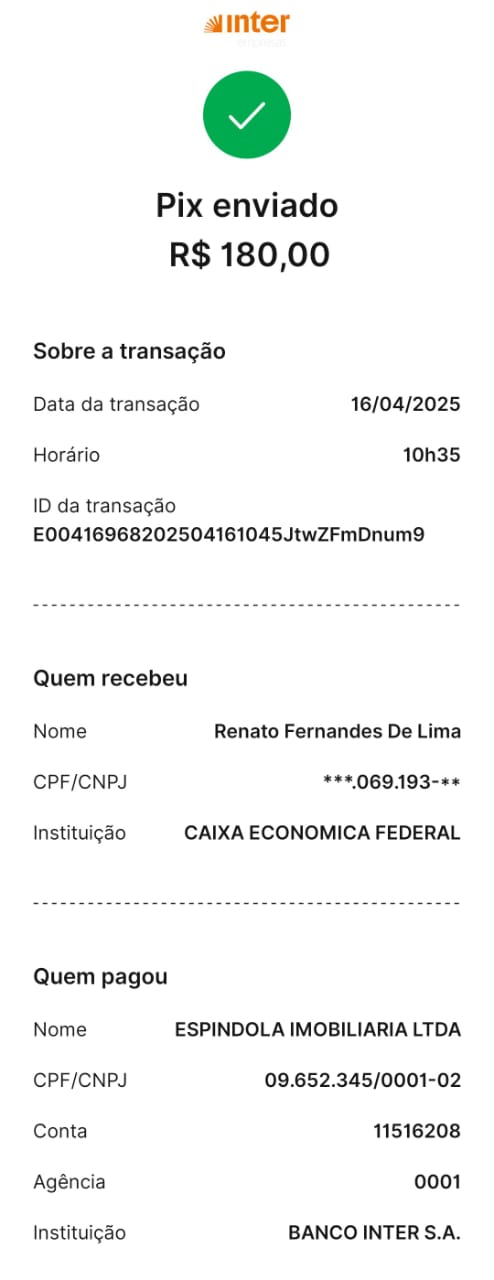 inter
empresas
Pix enviado
R$ 180,00
Sobre a transação
Data da transação 16/04/2025
Horário 10h35
ID da transação
E00416968202504161045JtwZFmDnum9
Quem recebeu
Nome Renato Fernandes De Lima
CPF/CNPJ ***.069.193-**
Instituição CAIXA ECONOMICA FEDERAL
Quem pagou
Nome ESPINDOLA IMOBILIARIA LTDA
CPF/CNPJ 09.652.345/0001-02
Conta 11516208
Agência 0001
Instituição BANCO INTER S.A.